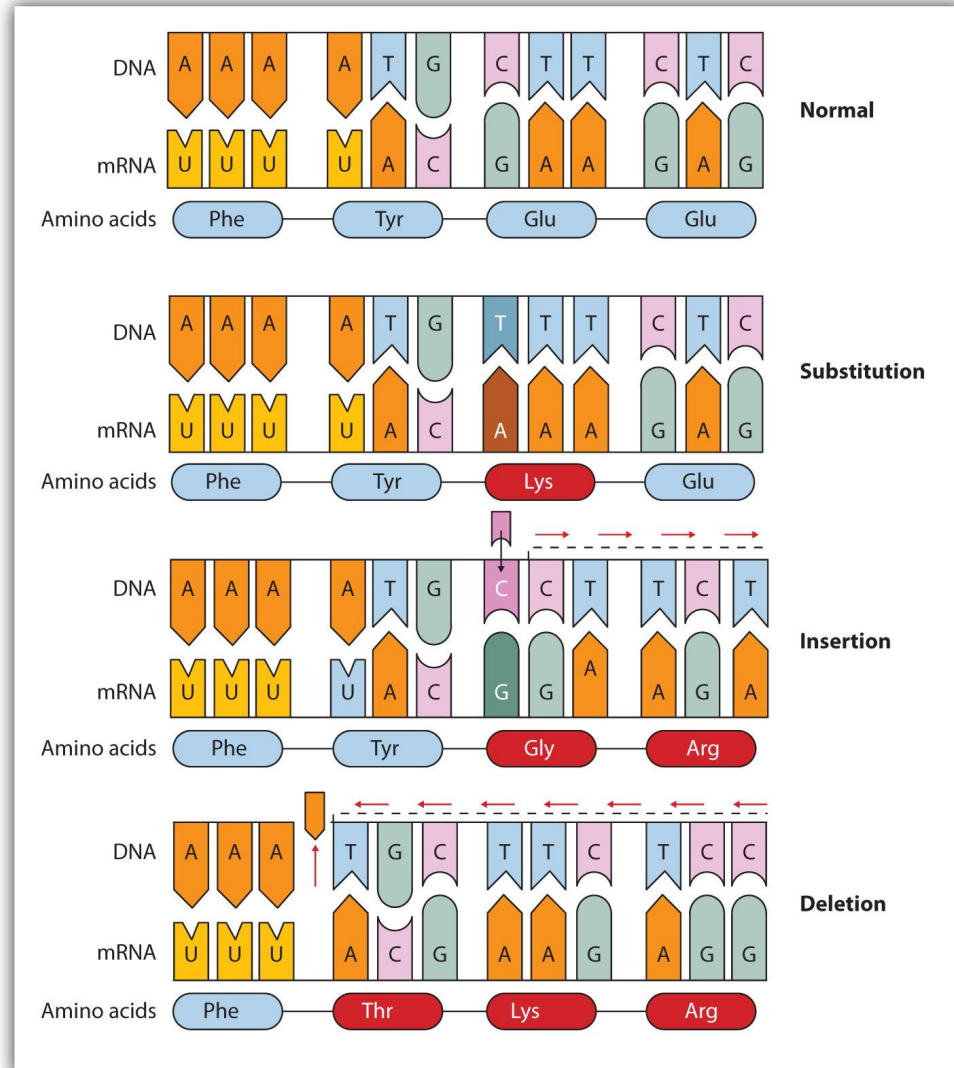 DNA A A A A T G C T T C T C
Normal
mRNA U U U U A C G A A G A G
Amino acids Phe Tyr Glu Glu
DNA A A A A T G T T T C T C
Substitution
mRNA U U U U A C A A A G A G
Amino acids Phe Tyr Lys Glu
DNA A A A A T G C C T T C T
Insertion
mRNA U U U U A C G G A A G A
Amino acids Phe Tyr Gly Arg
DNA A A A T G C T T C T C C
Deletion
mRNA U U U A C G A A G A G G
Amino acids Phe Thr Lys Arg